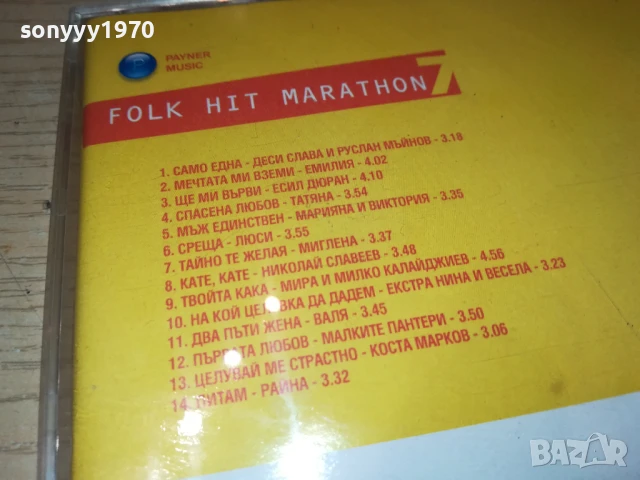 sonyyy1970
PAYNER
MUSIC
FOLK HIT MARATHON 7
1. САМО ЕДНА - ДЕСИ СЛАВА И РУСЛАН МЪЙНОВ - 3.18
2. МЕЧТАТА МИ ВЗЕМИ - ЕМИЛИЯ - 4.02
3. ЩЕ МИ ВЪРВИ - ЕСИЛ ДЮРАН - 4.10
4. СПАСЕНА ЛЮБОВ - ТАТЯНА - 3.54
5. МЪЖ ЕДИНСТВЕН - МАРИЯНА И ВИКТОРИЯ - 3.35
6. СРЕЩА - ЛЮСИ - 3.55
7. ТАЙНО ТЕ ЖЕЛАЯ - МИГЛЕНА - 3.37
8. КАТЕ, КАТЕ - НИКОЛАЙ СЛАВЕЕВ - 3.48
9. ТВОЙТА КАКА - МИРА И МИЛКО КАЛАЙДЖИЕВ - 4.56
10. НА КОЙ ЦЕЛУВКА ДА ДАДЕМ - ЕКСТРА НИНА И ВЕСЕЛА - 3.23
11. ДВА ПЪТИ ЖЕНА - ВАЛЯ - 3.45
12. ПЪРВАТА ЛЮБОВ - МАЛКИТЕ ПАНТЕРИ - 3.50
13. ЦЕЛУВАЙ МЕ СТРАСТНО - КОСТА МАРКОВ - 3.06
14. ПИТАМ - РАЙНА - 3.32
BAZAR